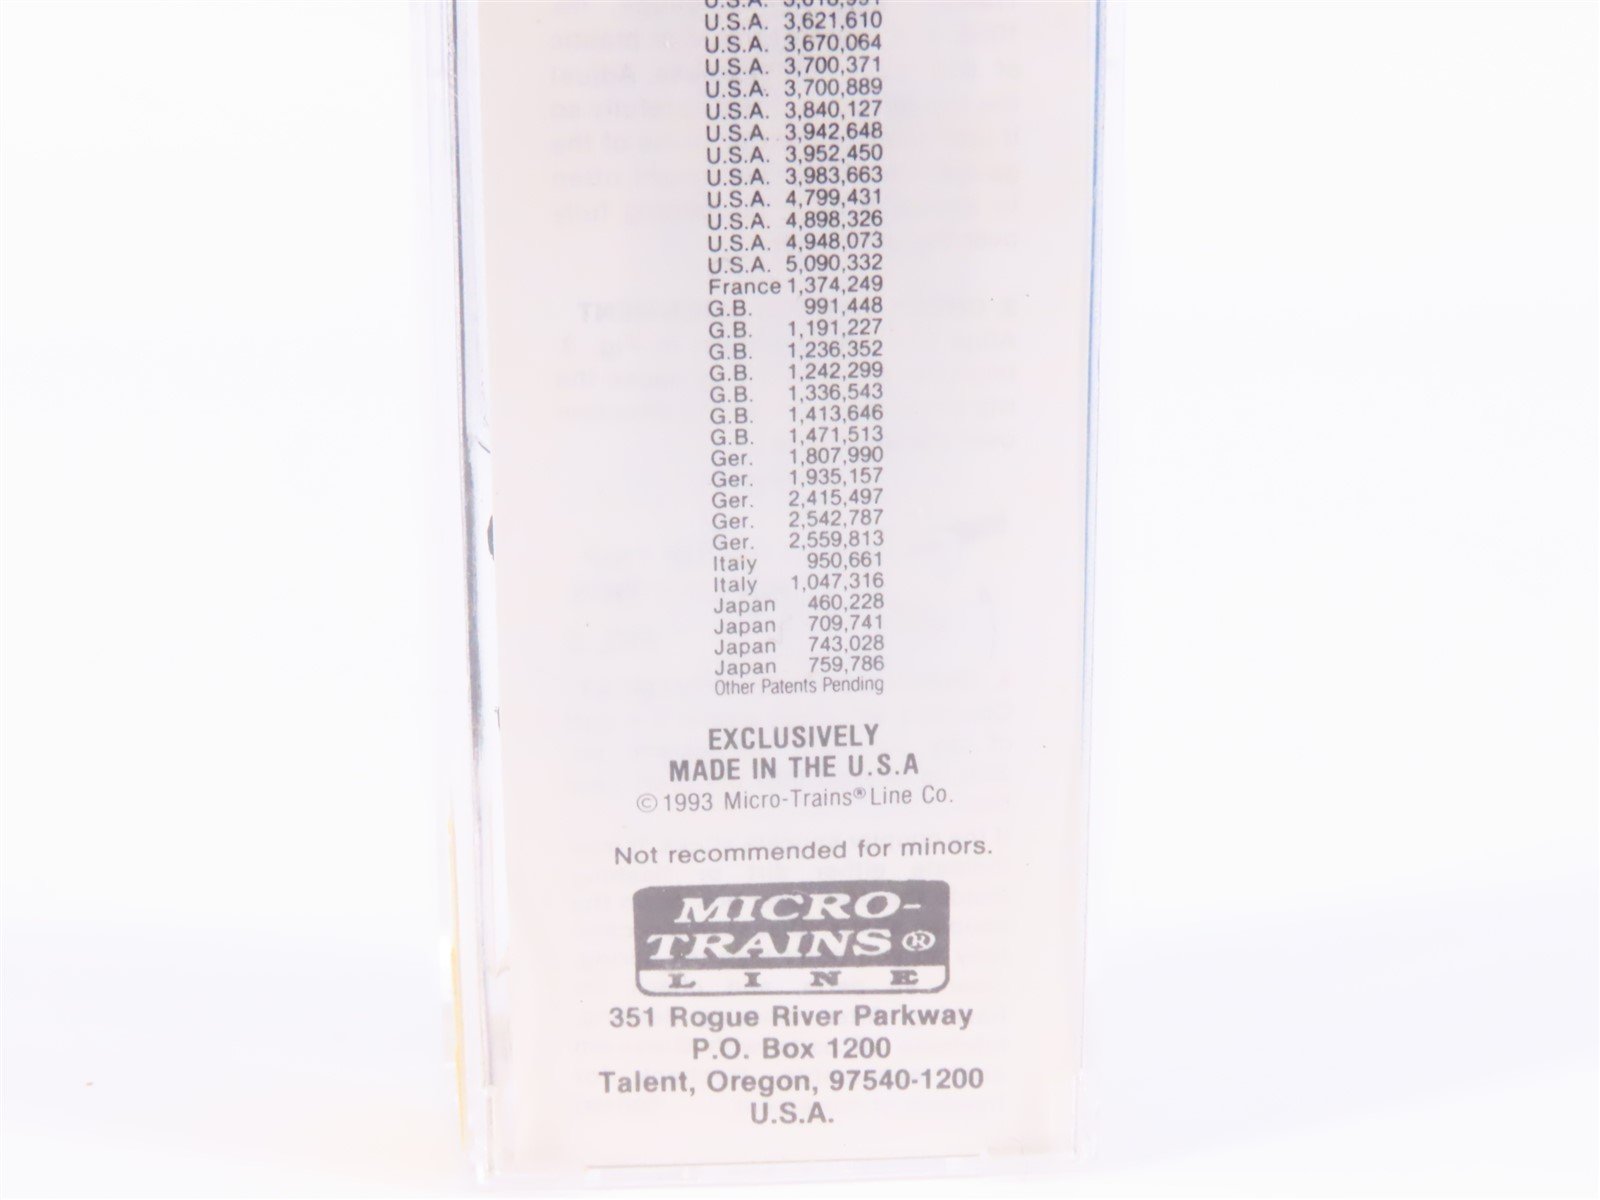 U.S.A. 3,618,991
U.S.A. 3,621,610
U.S.A. 3,670,064
U.S.A. 3,700,371
U.S.A. 3,700,889
U.S.A. 3,840,127
U.S.A. 3,942,648
U.S.A. 3,952,450
U.S.A. 3,983,663
U.S.A. 4,799,431
U.S.A. 4,898,326
U.S.A. 4,948,073
U.S.A. 5,090,332
France 1,374,249
G.B. 991,448
G.B. 1,191,227
G.B. 1,236,352
G.B. 1,242,299
G.B. 1,336,543
G.B. 1,413,646
G.B. 1,471,513
Ger. 1,807,990
Ger. 1,935,157
Ger. 2,415,497
Ger. 2,542,787
Ger. 2,559,813
Italy 950,661
Italy 1,047,316
Japan 460,228
Japan 709,741
Japan 743,028
Japan 759,786
Other Patents Pending
EXCLUSIVELY
MADE IN THE U.S.A
©1993 Micro-Trains® Line Co.
Not recommended for minors.
MICRO-
TRAINS®
LINE
351 Rogue River Parkway
P.O. Box 1200
Talent, Oregon, 97540-1200
U.S.A.